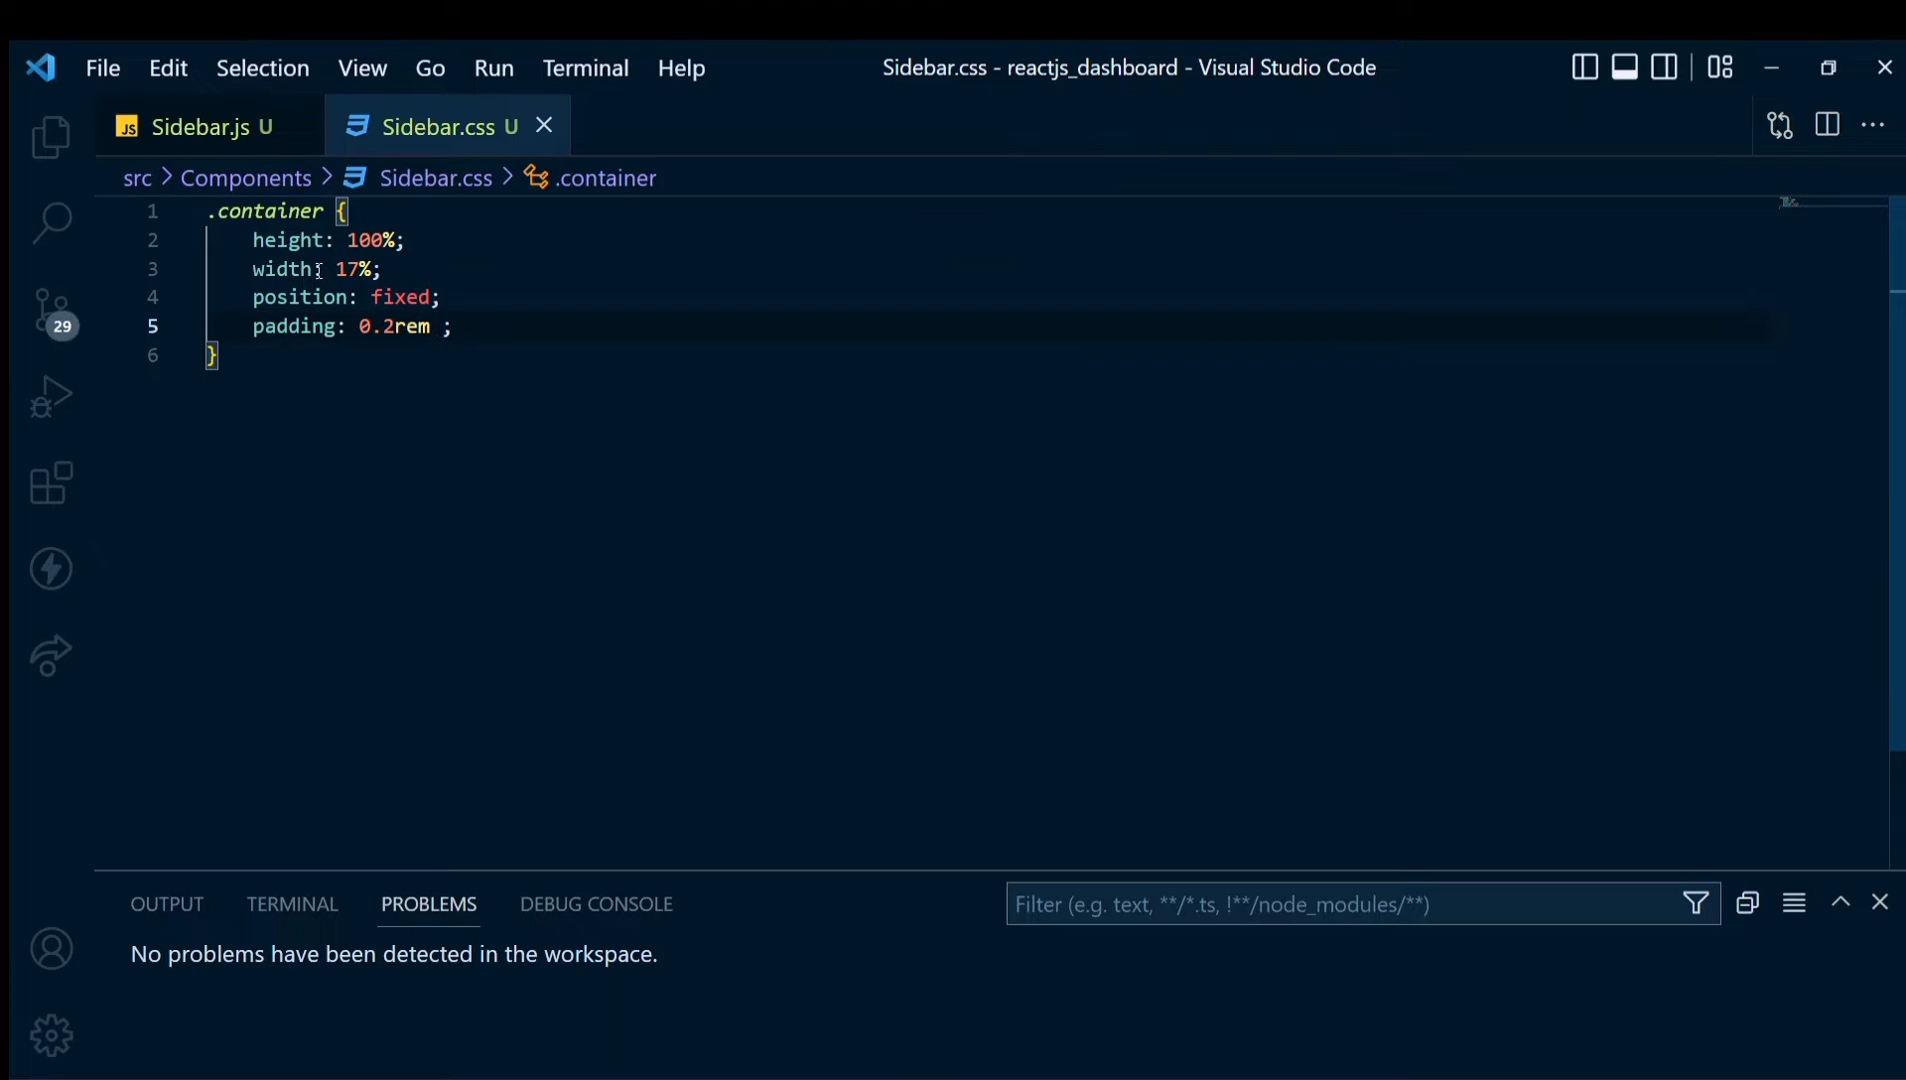 File Edit Selection View Go Run Terminal Help Sidebar.css - reactjs_dashboard - Visual Studio Code
JS Sidebar.js U Sidebar.css U
src > Components > Sidebar.css > .container
1 .container {
2 height: 100%;
3 width: 17%;
4 position: fixed;
5 padding: 0.2rem ;
6 }
29
OUTPUT TERMINAL PROBLEMS DEBUG CONSOLE Filter (e.g. text, **/*.ts, !**/node_modules/**)
No problems have been detected in the workspace.